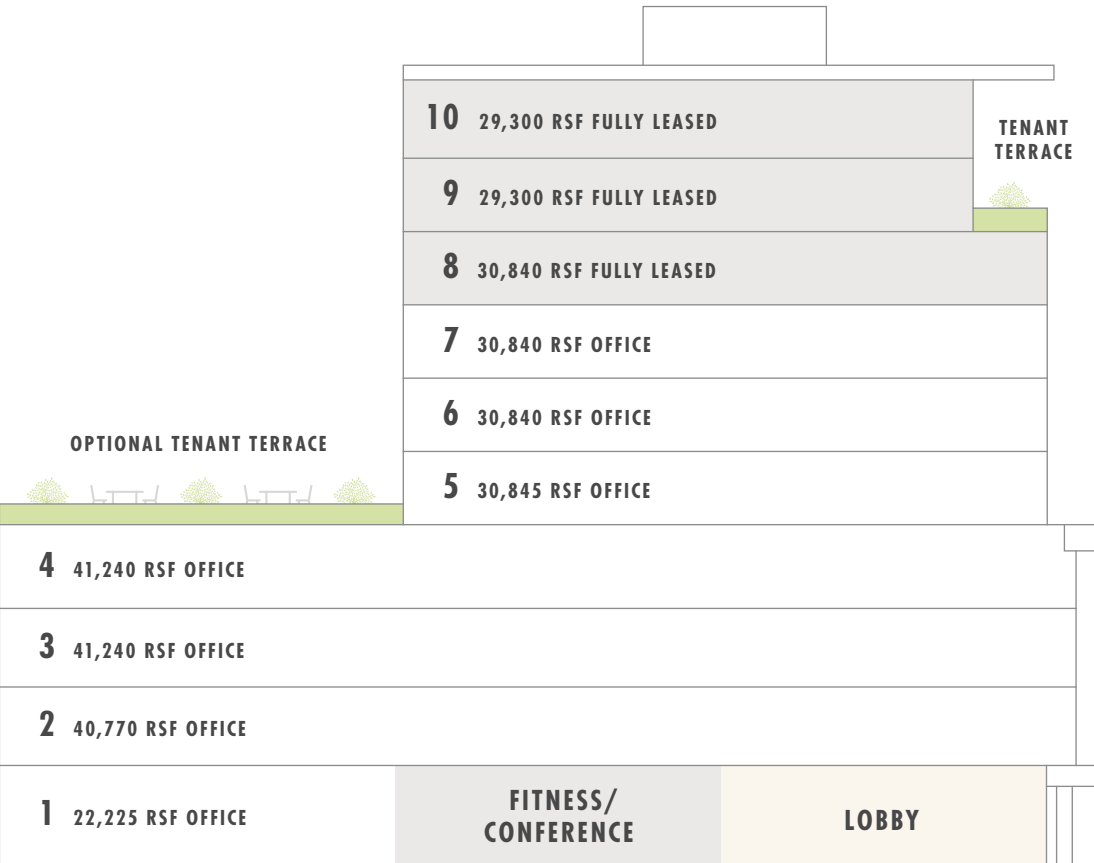 10 29,300 RSF FULLY LEASED
TENANT
TERRACE
9 29,300 RSF FULLY LEASED
8 30,840 RSF FULLY LEASED
7 30,840 RSF OFFICE
6 30,840 RSF OFFICE
OPTIONAL TENANT TERRACE
5 30,845 RSF OFFICE
4 41,240 RSF OFFICE
3 41,240 RSF OFFICE
2 40,770 RSF OFFICE
1 22,225 RSF OFFICE
FITNESS/
CONFERENCE
LOBBY